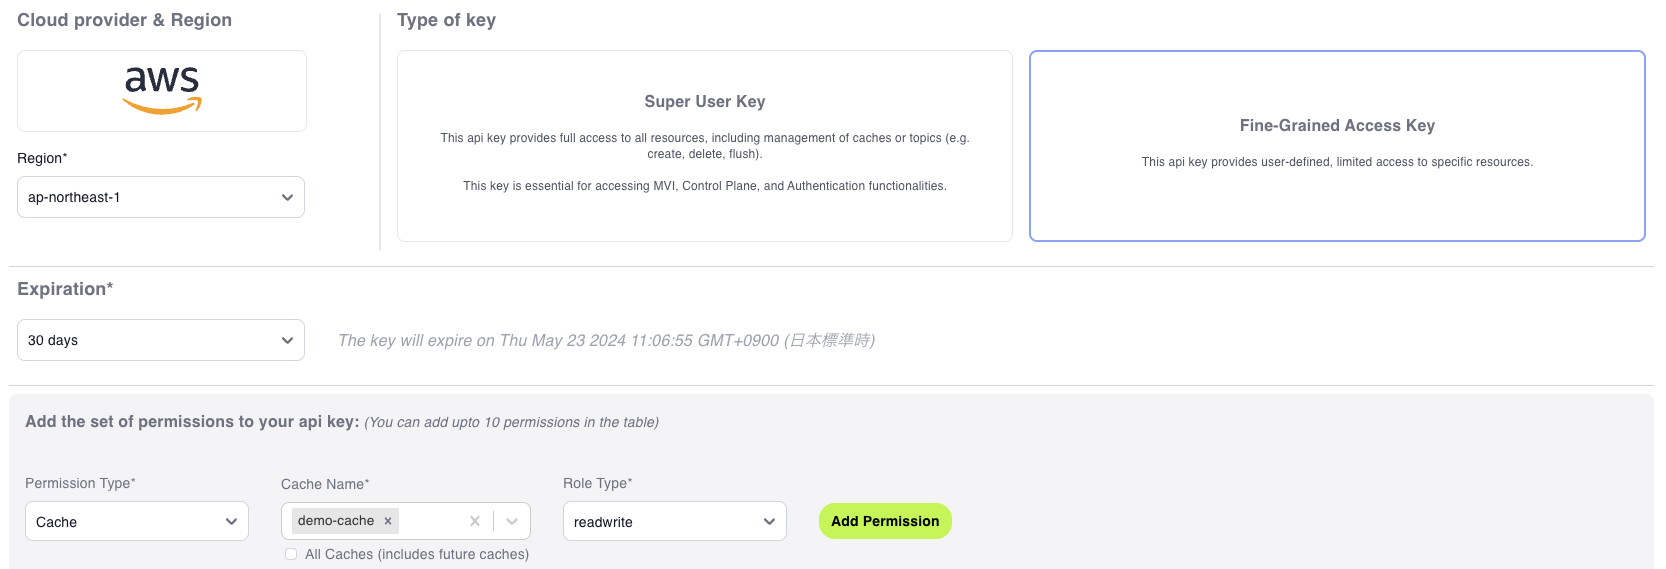 Cloud provider & Region
aws
Region*
ap-northeast-1
Type of key
Super User Key
This api key provides full access to all resources, including management of caches or topics (e.g.
create, delete, flush).
This key is essential for accessing MVI, Control Plane, and Authentication functionalities.
Fine-Grained Access Key
This api key provides user-defined, limited access to specific resources.
Expiration*
30 days
The key will expire on Thu May 23 2024 11:06:55 GMT+0900 (日本標準時)
Add the set of permissions to your api key: (You can add upto 10 permissions in the table)
Permission Type*
Cache
Cache Name*
demo-cache
All Caches (includes future caches)
Role Type*
readwrite
Add Permission